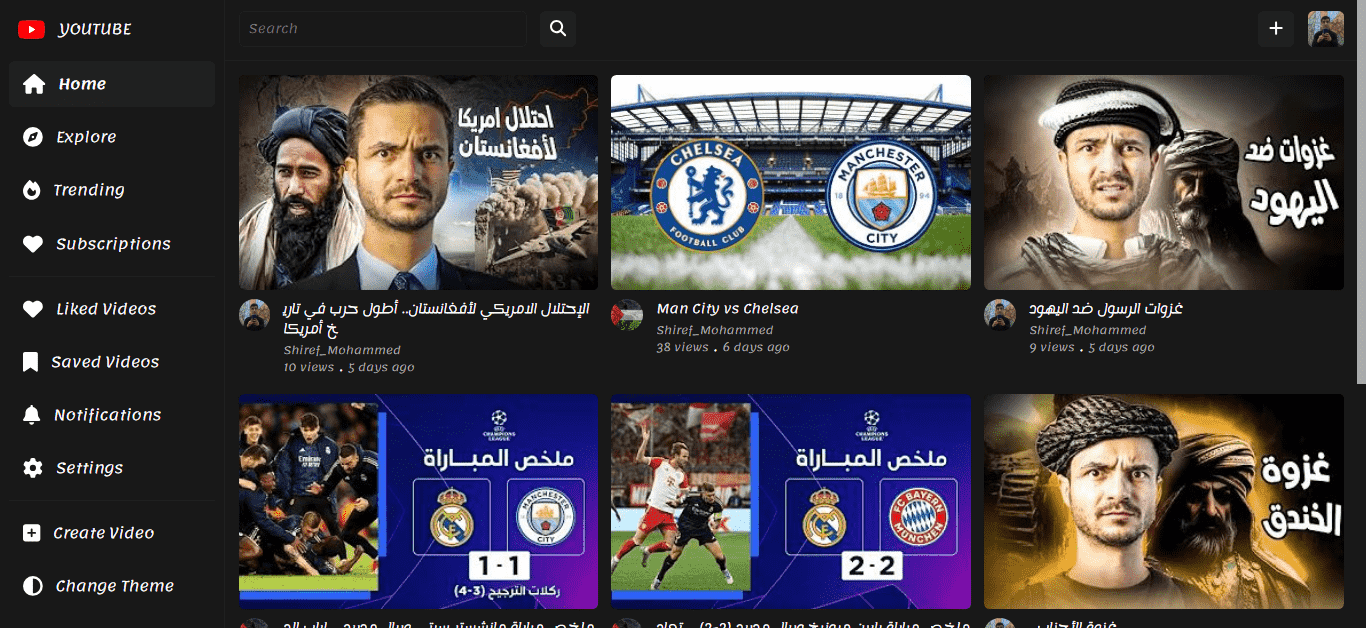 YOUTUBE
Search
Home
Explore
Trending
Subscriptions
Liked Videos
Saved Videos
Notifications
Settings
Create Video
Change Theme
احتلال امريكا
لأفغانستان
CHELSEA
FOOTBALL CLUB
MANCHESTER
18 94
CITY
غزوات ضد
اليهود
الإحتلال الامريكي لأفغانستان.. أطول حرب في تاري
خ أمريكا
Shiref_Mohammed
10 views . 5 days ago
Man City vs Chelsea
Shiref_Mohammed
38 views . 6 days ago
غزوات الرسول ضد اليهود
Shiref_Mohammed
9 views . 5 days ago
CHAMPIONS
LEAGUE
ملخص المباراة
MANCHESTER
CITY
1-1
ركلات الترجيح (3-4)
CHAMPIONS
LEAGUE
ملخص المباراة
FC BAYERN
MÜNCHEN
2-2
غزوة
الخندق